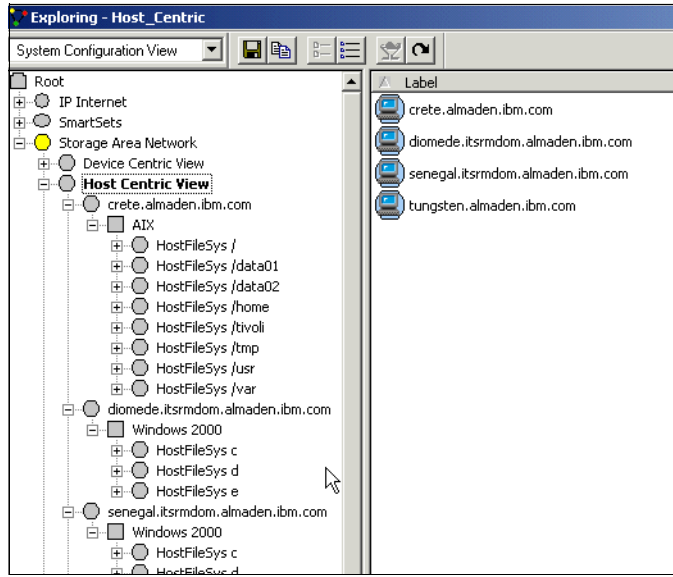 Exploring - Host_Centric
System Configuration View
Root
IP Internet
SmartSets
Storage Area Network
Device Centric View
Host Centric View
crete.almaden.ibm.com
AIX
HostFileSys /
HostFileSys /data01
HostFileSys /data02
HostFileSys /home
HostFileSys /tivoli
HostFileSys /tmp
HostFileSys /usr
HostFileSys /var
diomede.itsrmdom.almaden.ibm.com
Windows 2000
HostFileSys c
HostFileSys d
HostFileSys e
senegal.itsrmdom.almaden.ibm.com
Windows 2000
HostFileSys c
HostFileSys d
Label
crete.almaden.ibm.com
diomede.itsrmdom.almaden.ibm.com
senegal.itsrmdom.almaden.ibm.com
tungsten.almaden.ibm.com